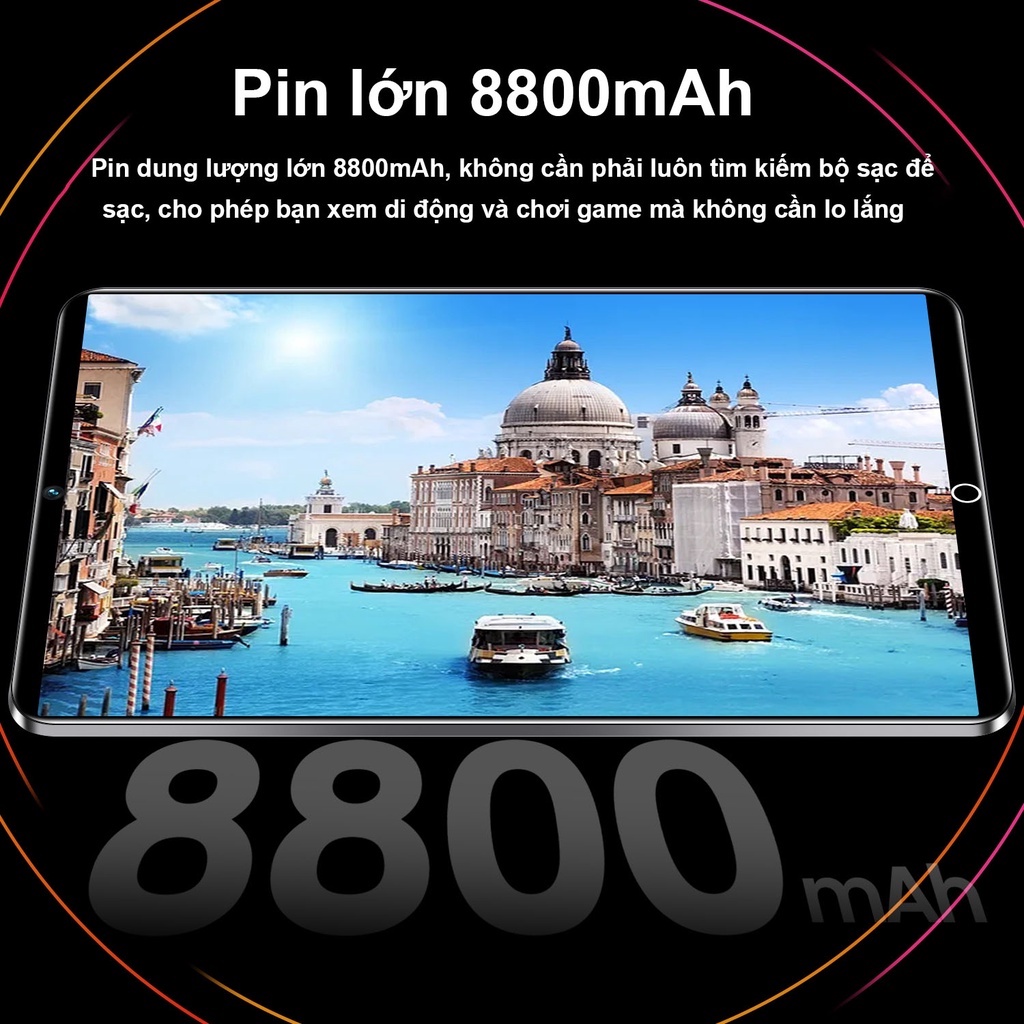 Pin lớn 8800mAh
Pin dung lượng lớn 8800mAh, không cần phải luôn tìm kiếm bộ sạc để
sạc, cho phép bạn xem di động và chơi game mà không cần lo lắng
8800mAh